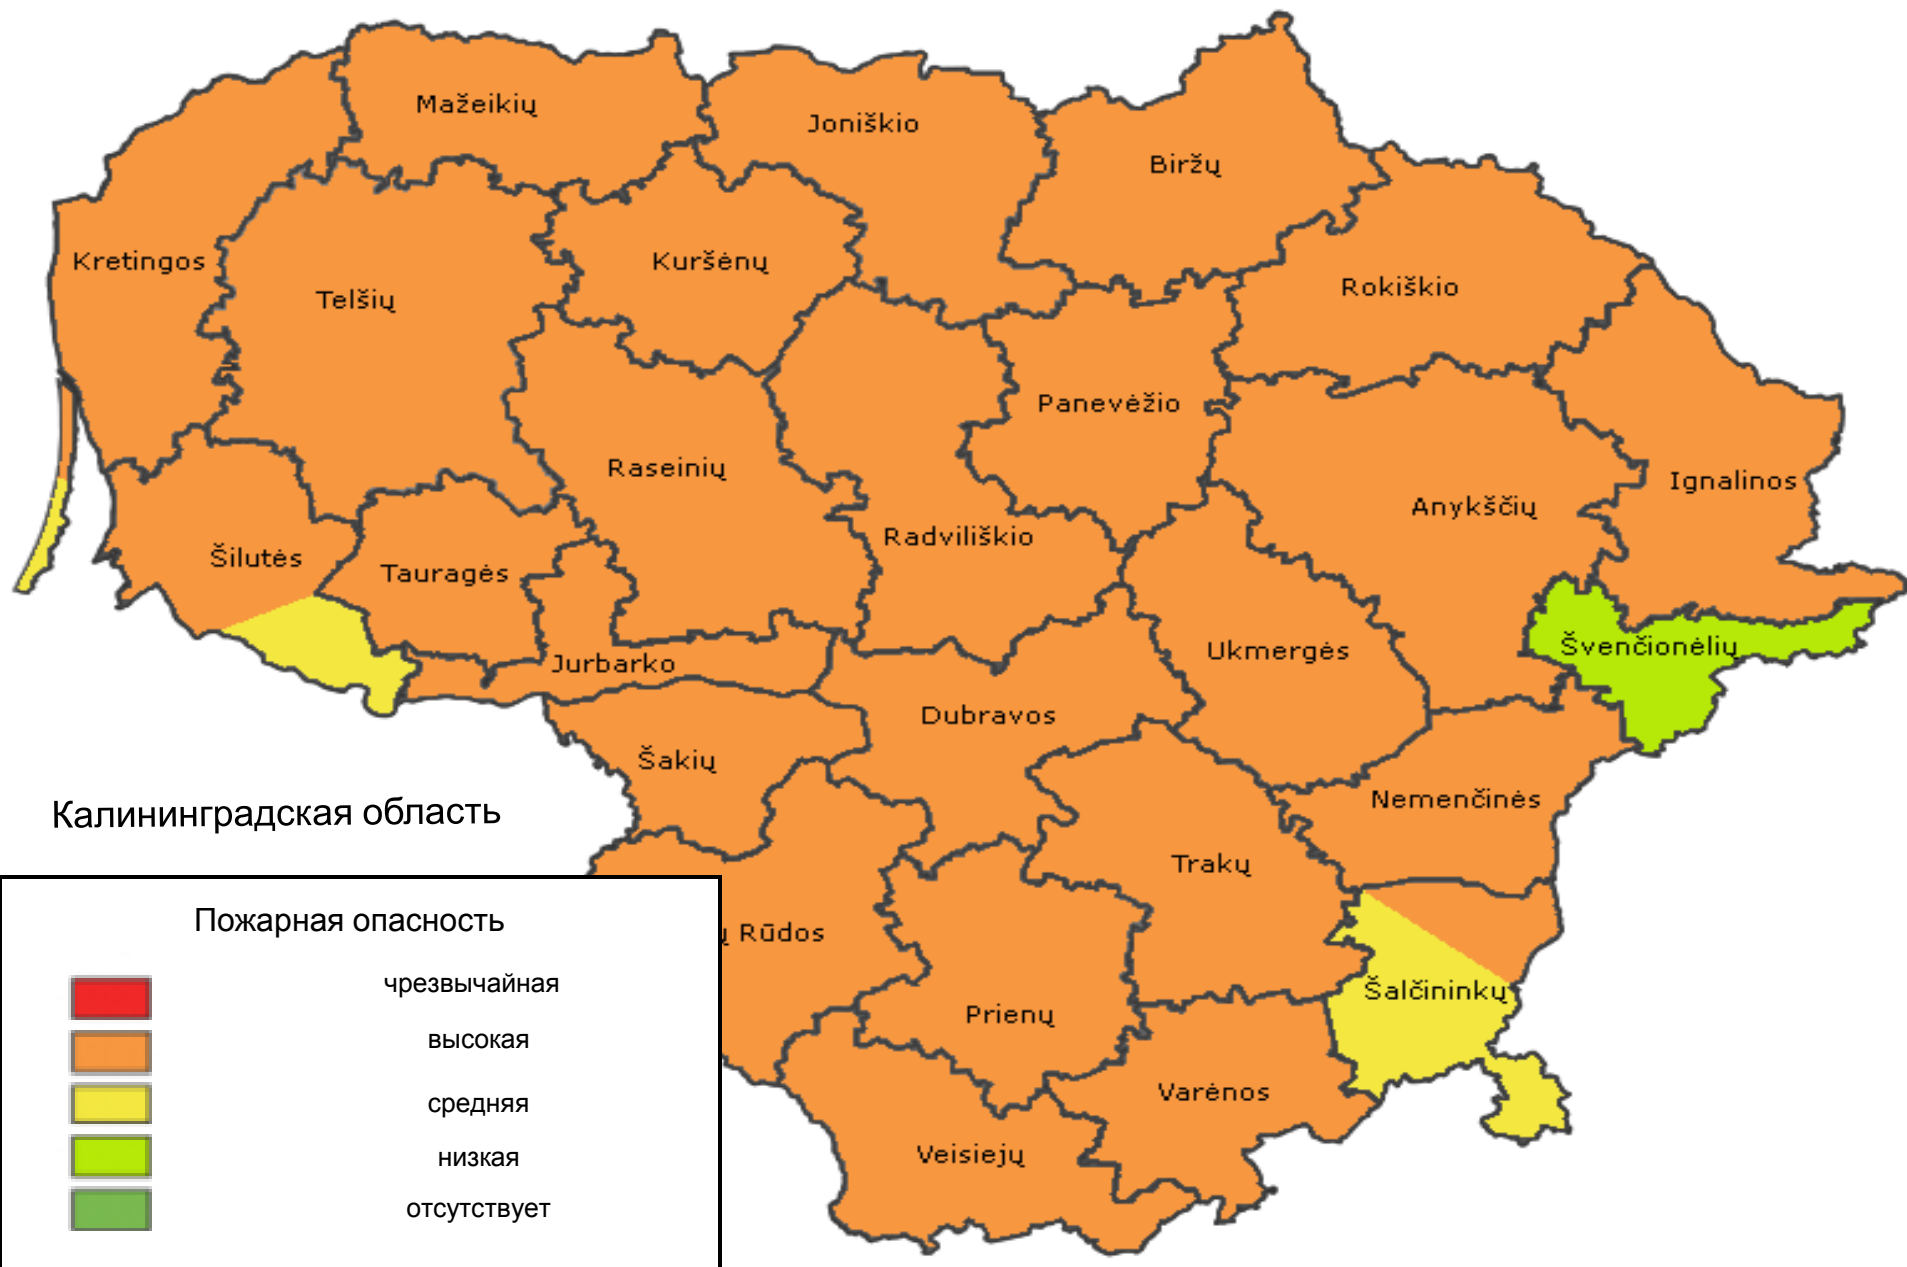 Mažeikių
Joniškio
Biržų
Kretingos
Telšių
Kuršėnų
Rokiškio
Panevėžio
Raseinių
Ignalinos
Anykščių
Radviliškio
Šilutės
Tauragės
Švenčionėlių
Ukmergės
Jurbarko
Dubravos
Šakių
Nemenčinės
Калининградская область
Trakų
Пожарная опасность
ų Rūdos
чрезвычайная
Šalčininkų
Prienų
высокая
Varėnos
средняя
Veisiejų
низкая
отсутствует